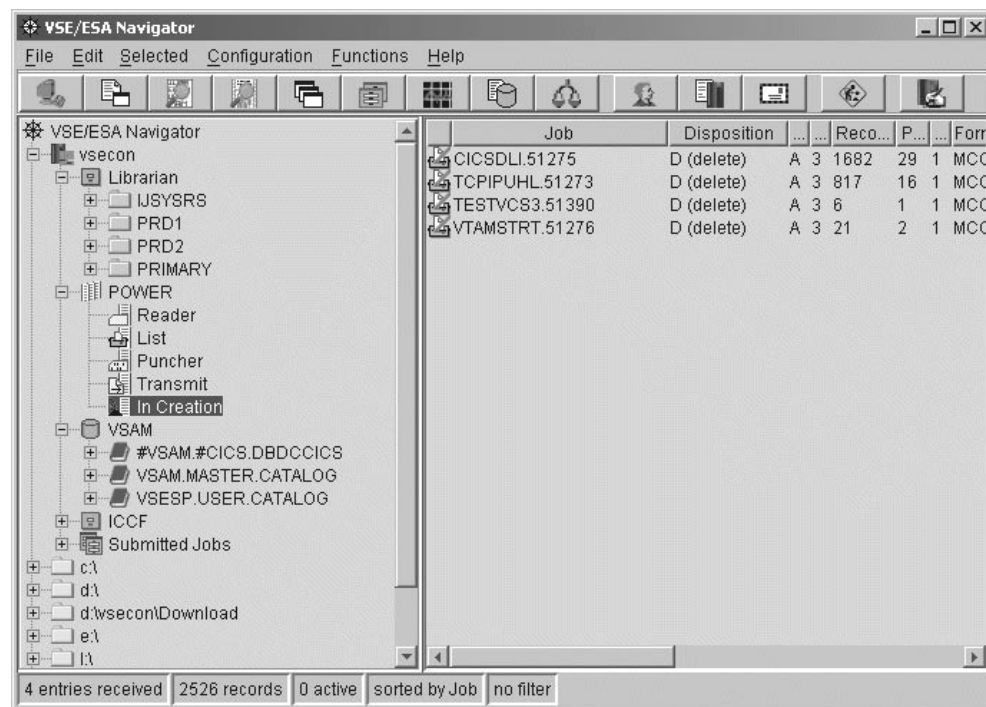 VSE/ESA Navigator
File Edit Selected Configuration Functions Help
VSE/ESA Navigator
vsecon
Librarian
IJSYSRS
PRD1
PRD2
PRIMARY
POWER
Reader
List
Puncher
Transmit
In Creation
VSAM
#VSAM.#CICS.DBDCCICS
VSAM.MASTER.CATALOG
VSESP.USER.CATALOG
ICCF
Submitted Jobs
c:\
d:\
d:\vsecon\Download
e:\
l:\
Job Disposition ... ... Reco... P... ... Forr
CICSDLI.51275 D (delete) A 3 1682 29 1 MCC
TCPIPUHL.51273 D (delete) A 3 817 16 1 MCC
TESTVCS3.51390 D (delete) A 3 6 1 1 MCC
VTAMSTRT.51276 D (delete) A 3 21 2 1 MCC
4 entries received 2526 records 0 active sorted by Job no filter